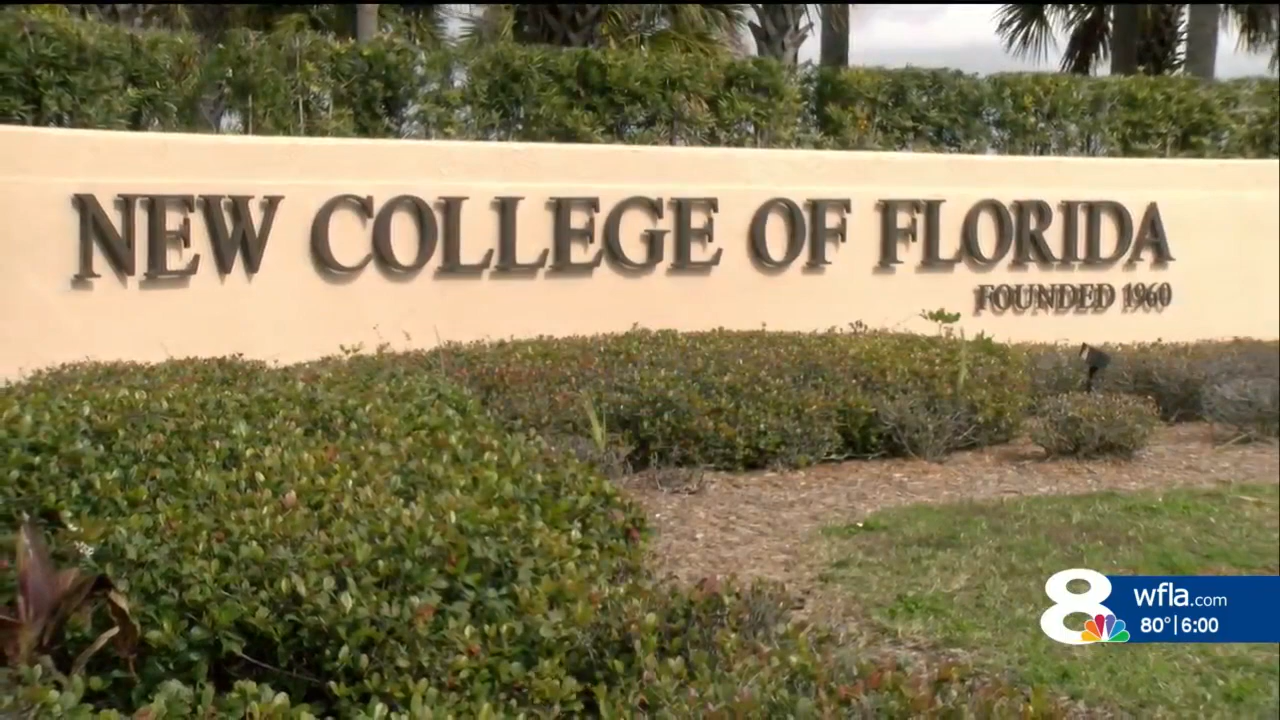 NEW COLLEGE OF FLORIDA
FOUNDED 1960
8
wfla.com
80° | 6:00